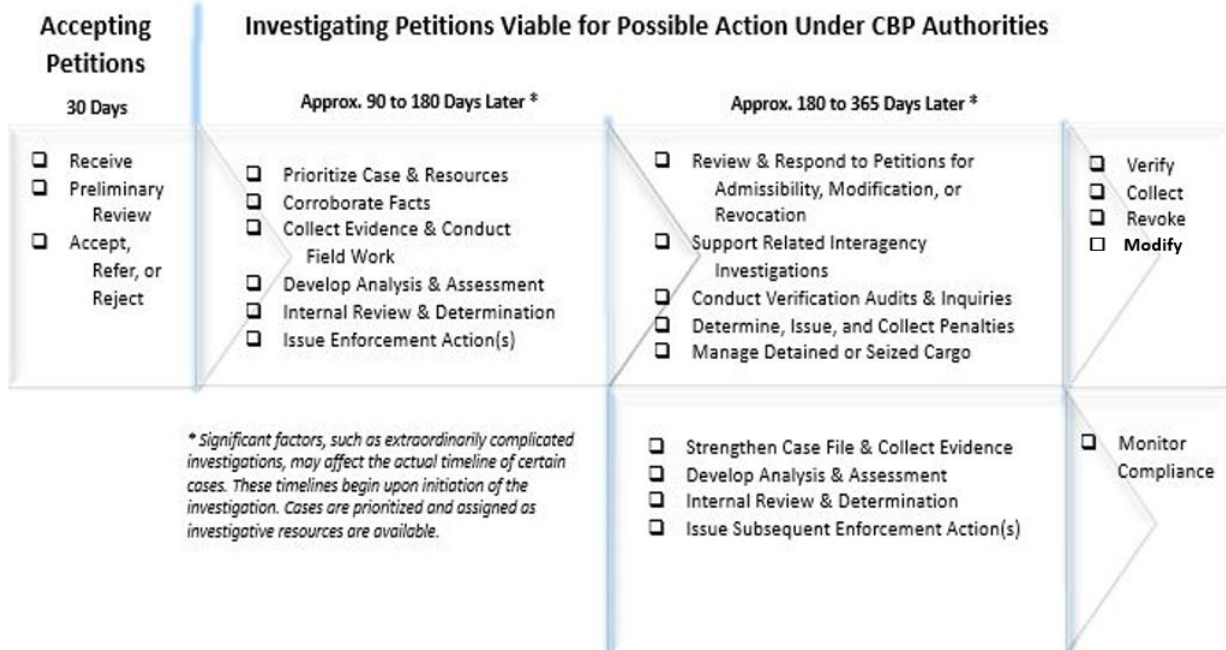 Accepting
Petitions
30 Days
Investigating Petitions Viable for Possible Action Under CBP Authorities
Approx. 90 to 180 Days Later *
Approx. 180 to 365 Days Later *
❑ Receive
❑ Preliminary
Review
❑ Accept,
Refer, or
Reject
❑ Prioritize Case & Resources
❑ Corroborate Facts
❑ Collect Evidence & Conduct
Field Work
❑ Develop Analysis & Assessment
❑ Internal Review & Determination
❑ Issue Enforcement Action(s)
❑ Review & Respond to Petitions for
Admissibility, Modification, or
Revocation
❑ Support Related Interagency
Investigations
❑ Conduct Verification Audits & Inquiries
❑ Determine, Issue, and Collect Penalties
❑ Manage Detained or Seized Cargo
❑ Verify
❑ Collect
❑ Revoke
☐ Modify
* Significant factors, such as extraordinarily complicated
investigations, may affect the actual timeline of certain
cases. These timelines begin upon initiation of the
investigation. Cases are prioritized and assigned as
investigative resources are available.
❑ Strengthen Case File & Collect Evidence
❑ Develop Analysis & Assessment
❑ Internal Review & Determination
❑ Issue Subsequent Enforcement Action(s)
❑ Monitor
Compliance